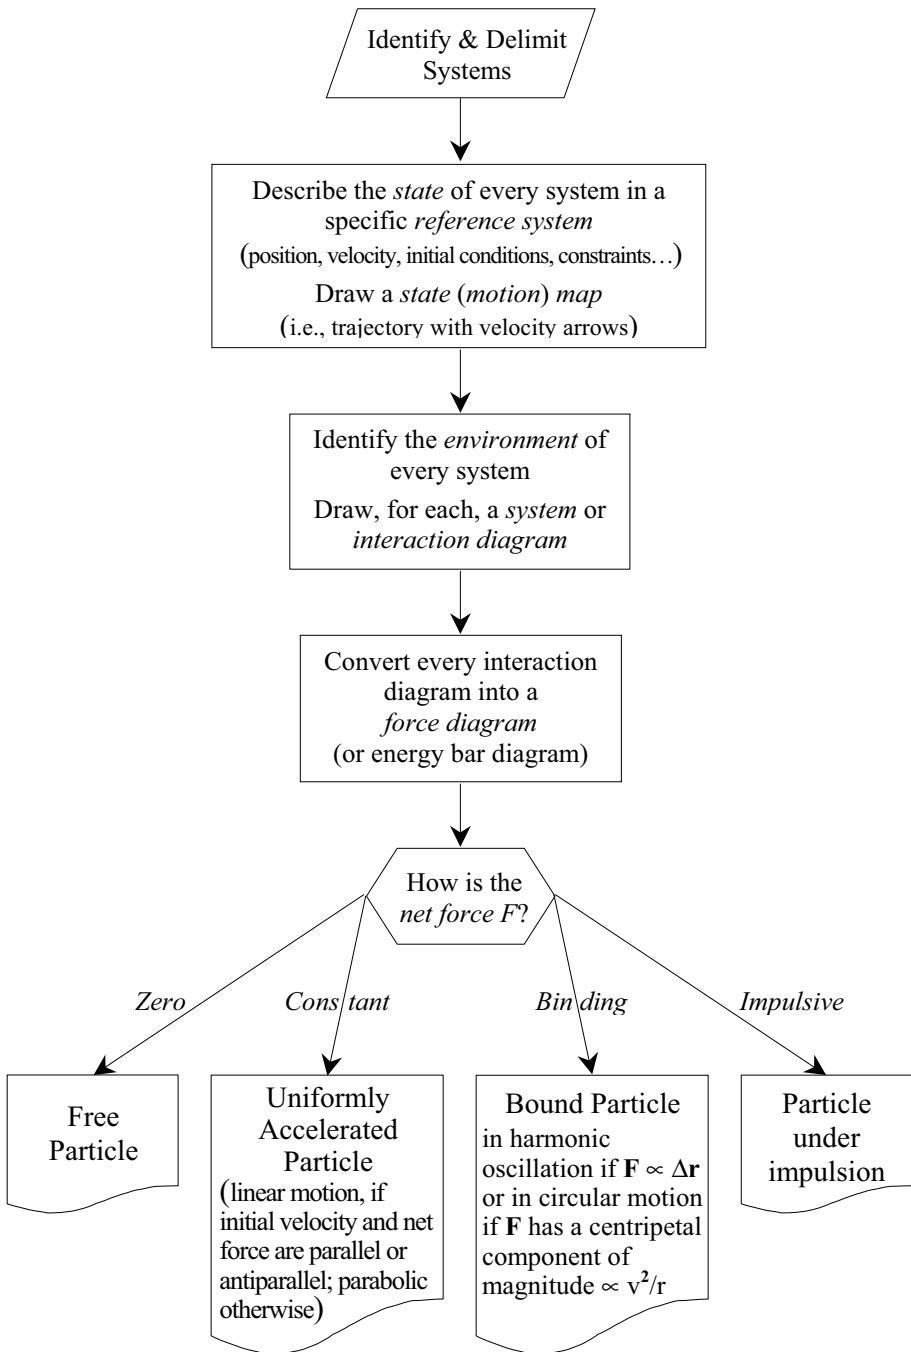 Identify & Delimit
Systems
Describe the state of every system in a
specific reference system
(position, velocity, initial conditions, constraints…)
Draw a state (motion) map
(i.e., trajectory with velocity arrows)
Identify the environment of
every system
Draw, for each, a system or
interaction diagram
Convert every interaction
diagram into a
force diagram
(or energy bar diagram)
How is the
net force F?
Zero
Constant
Binding
Impulsive
Free
Particle
Uniformly
Accelerated
Particle
(linear motion, if
initial velocity and net
force are parallel or
antiparallel; parabolic
otherwise)
Bound Particle
in harmonic
oscillation if F ∝ Δr
or in circular motion
if F has a centripetal
component of
magnitude ∝ v²/r
Particle
under
impulsion